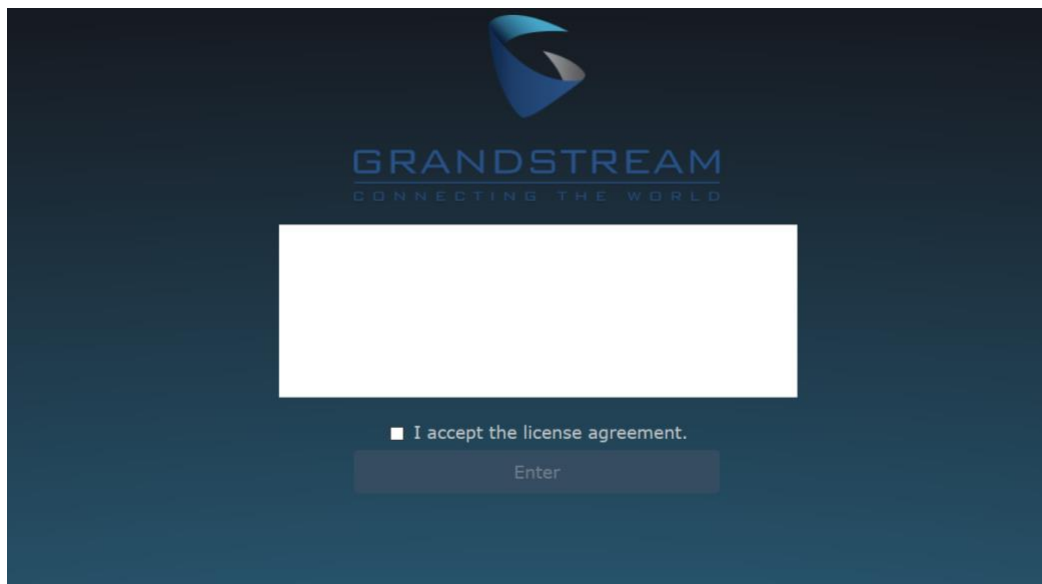 GRANDSTREAM
CONNECTING THE WORLD
I accept the license agreement.
Enter